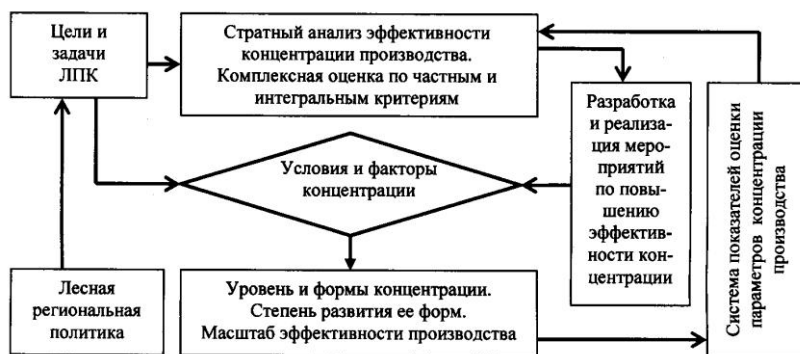 Цели и
задачи
ЛПК
Стратный анализ эффективности
концентрации производства.
Комплексная оценка по частным и
интегральным критериям
Разработка
и реализа-
ция меро-
приятий
по повы-
шению
эффектив-
ности кон-
центрации
Система показателей оценки
параметров концентрации
производства
Условия и факторы
концентрации
Лесная
региональная
политика
Уровень и формы концентрации.
Степень развития ее форм.
Масштаб эффективности производства